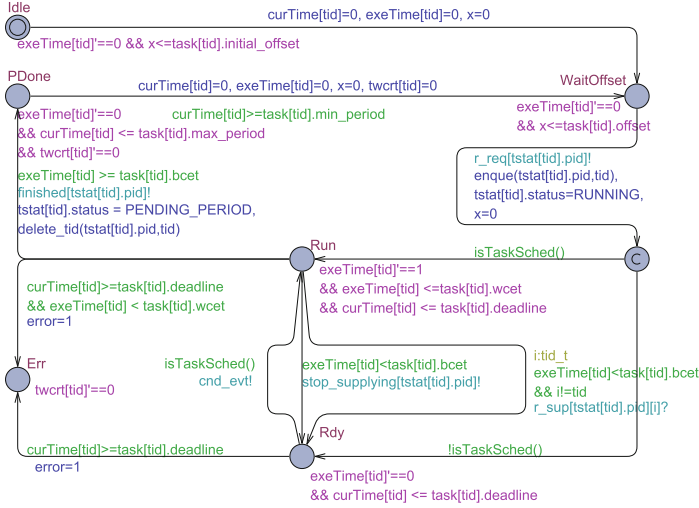 Idle
curTime[tid]=0, exeTime[tid]=0, x=0
exeTime[tid]'==0 && x<=task[tid].initial_offset
PDone
curTime[tid]=0, exeTime[tid]=0, x=0, twcrt[tid]=0
WaitOffset
exeTime[tid]'==0
&& curTime[tid] <= task[tid].max_period
&& twcrt[tid]'==0
curTime[tid]>=task[tid].min_period
exeTime[tid]'==0
&& x<=task[tid].offset
exeTime[tid] >= task[tid].bcet
finished[tstat[tid].pid]!
tstat[tid].status = PENDING_PERIOD,
delete_tid(tstat[tid].pid,tid)
r_req[tstat[tid].pid]!
enque(tstat[tid].pid,tid),
tstat[tid].status=RUNNING,
x=0
Run
isTaskSched()
C
exeTime[tid]'==1
&& exeTime[tid] <=task[tid].wcet
&& curTime[tid] <= task[tid].deadline
curTime[tid]>=task[tid].deadline
&& exeTime[tid] < task[tid].wcet
error=1
Err
twcrt[tid]'==0
isTaskSched()
cnd_evt!
exeTime[tid]<task[tid].bcet
stop_supplying[tstat[tid].pid]!
i:tid_t
exeTime[tid]<task[tid].bcet
&& i!=tid
r_sup[tstat[tid].pid][i]?
Rdy
curTime[tid]>=task[tid].deadline
error=1
!isTaskSched()
exeTime[tid]'==0
&& curTime[tid] <= task[tid].deadline